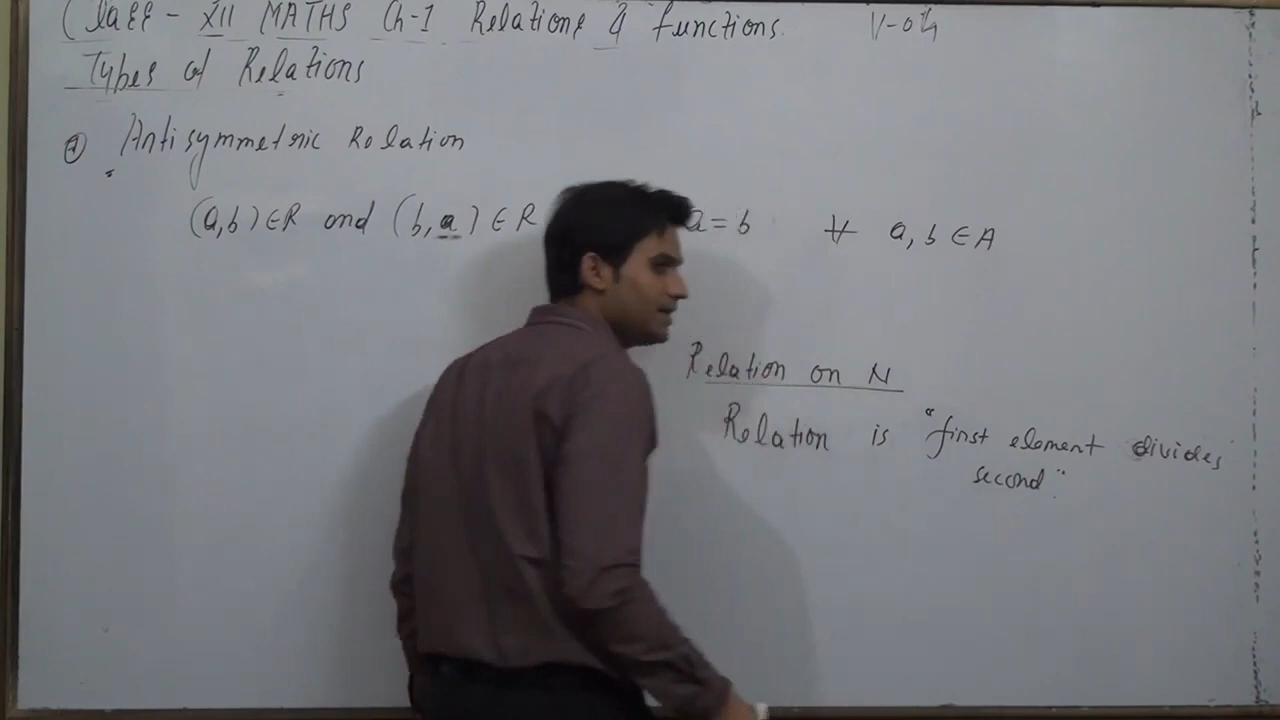 Class - XII MATHS Ch-1 Relations & functions. V-04
Types of Relations
④ Antisymmetric Relation
(a,b) ∈ R and (b, a) ∈ R a = b ∀ a, b ∈ A
Relation on N
Relation is "first element divides
second"